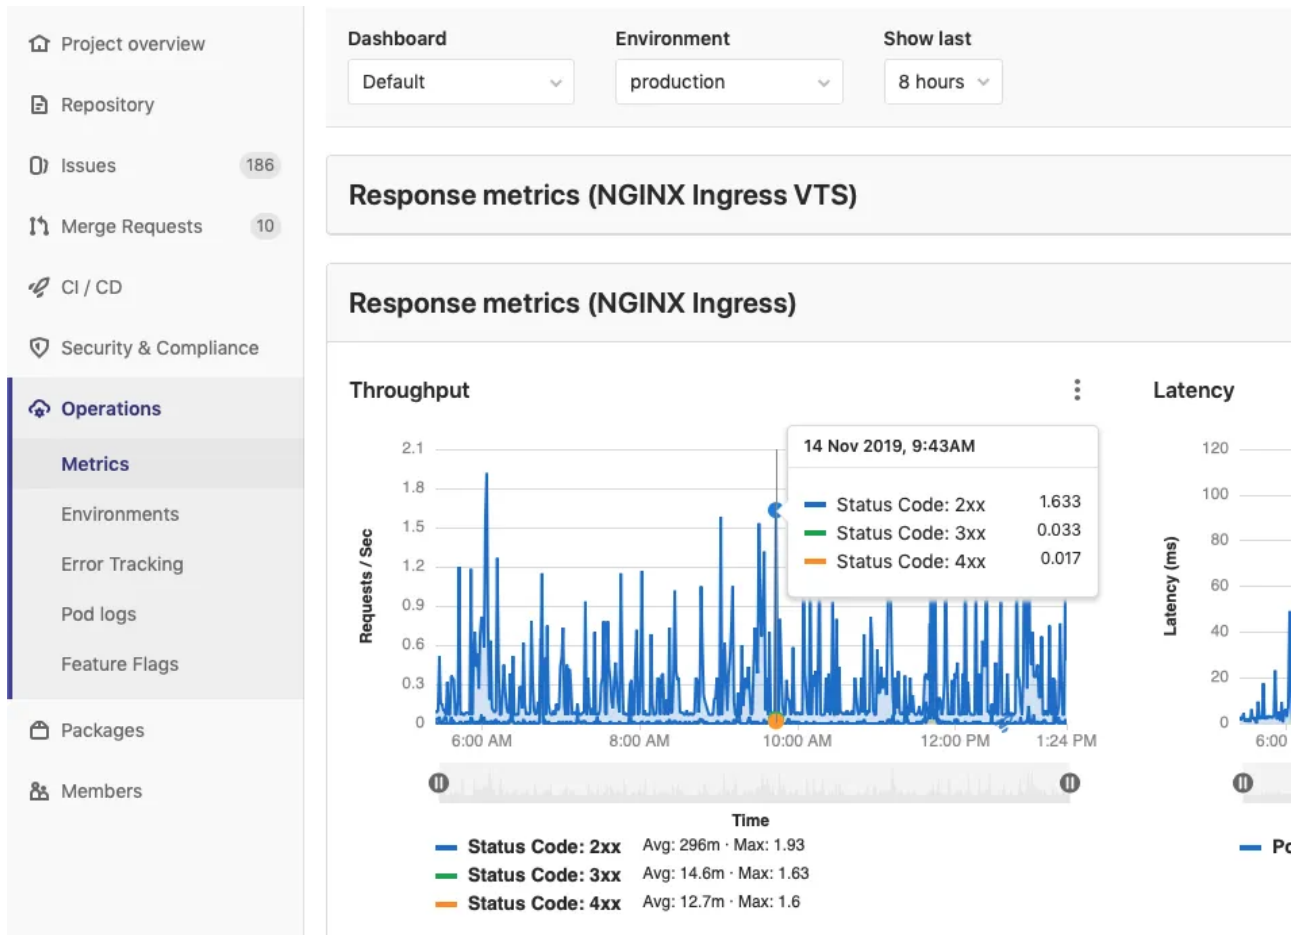 Project overview
Repository
Issues 186
Merge Requests 10
CI / CD
Security & Compliance
Operations
Metrics
Environments
Error Tracking
Pod logs
Feature Flags
Packages
Members
Dashboard Environment Show last
Default production 8 hours
Response metrics (NGINX Ingress VTS)
Response metrics (NGINX Ingress)
Throughput
Requests / Sec
2.1
1.8
1.5
1.2
0.9
0.6
0.3
0
6:00 AM 8:00 AM 10:00 AM 12:00 PM 1:24 PM
14 Nov 2019, 9:43AM
Status Code: 2xx 1.633
Status Code: 3xx 0.033
Status Code: 4xx 0.017
Time
Status Code: 2xx Avg: 296m · Max: 1.93
Status Code: 3xx Avg: 14.6m · Max: 1.63
Status Code: 4xx Avg: 12.7m · Max: 1.6
Latency
Latency (ms)
120
100
80
60
40
20
0
6:00